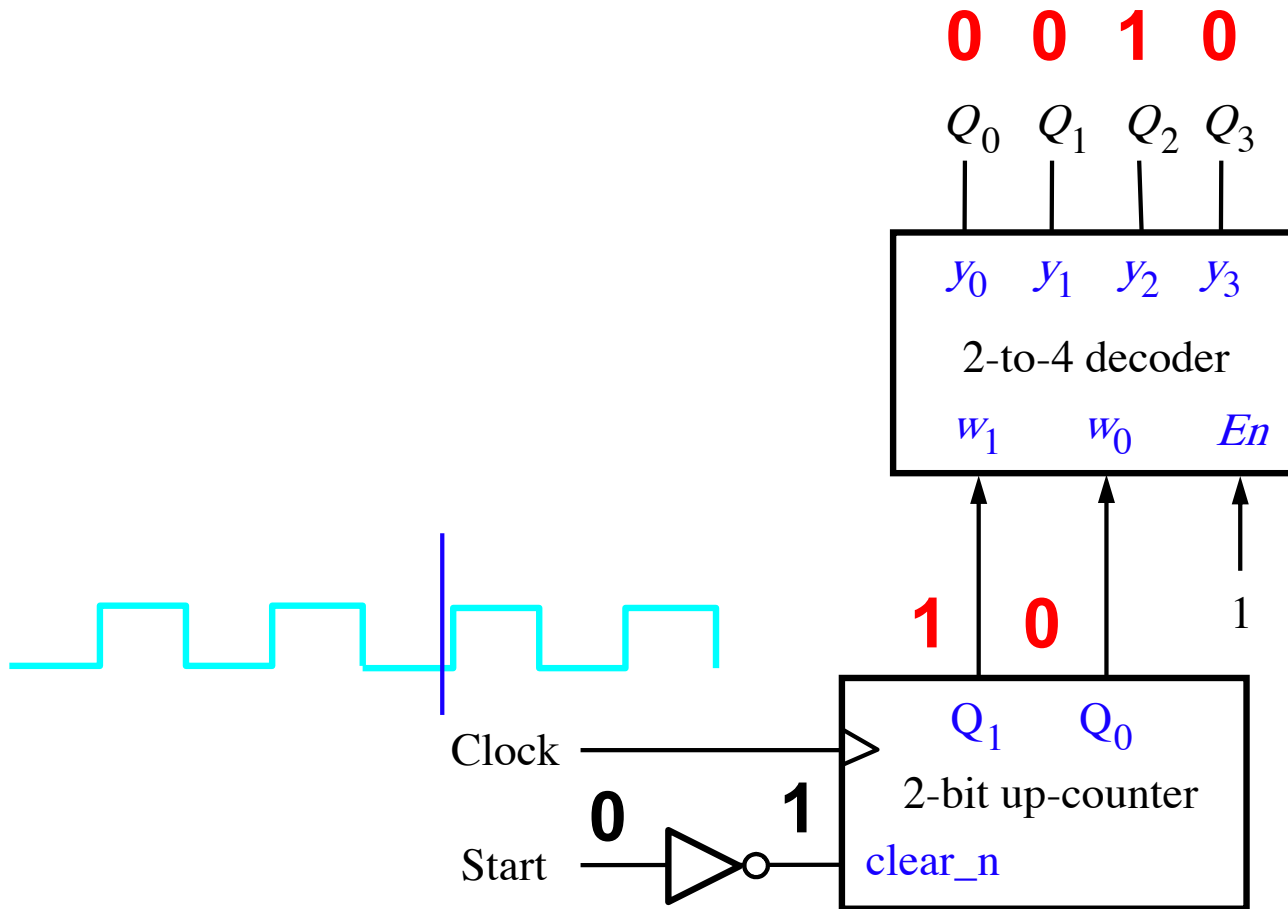 0 0 1 0
Q0 Q1 Q2 Q3
y0 y1 y2 y3
2-to-4 decoder
w1 w0 En
1 0 1
Q1 Q0
Clock
2-bit up-counter
0 1
Start clear_n